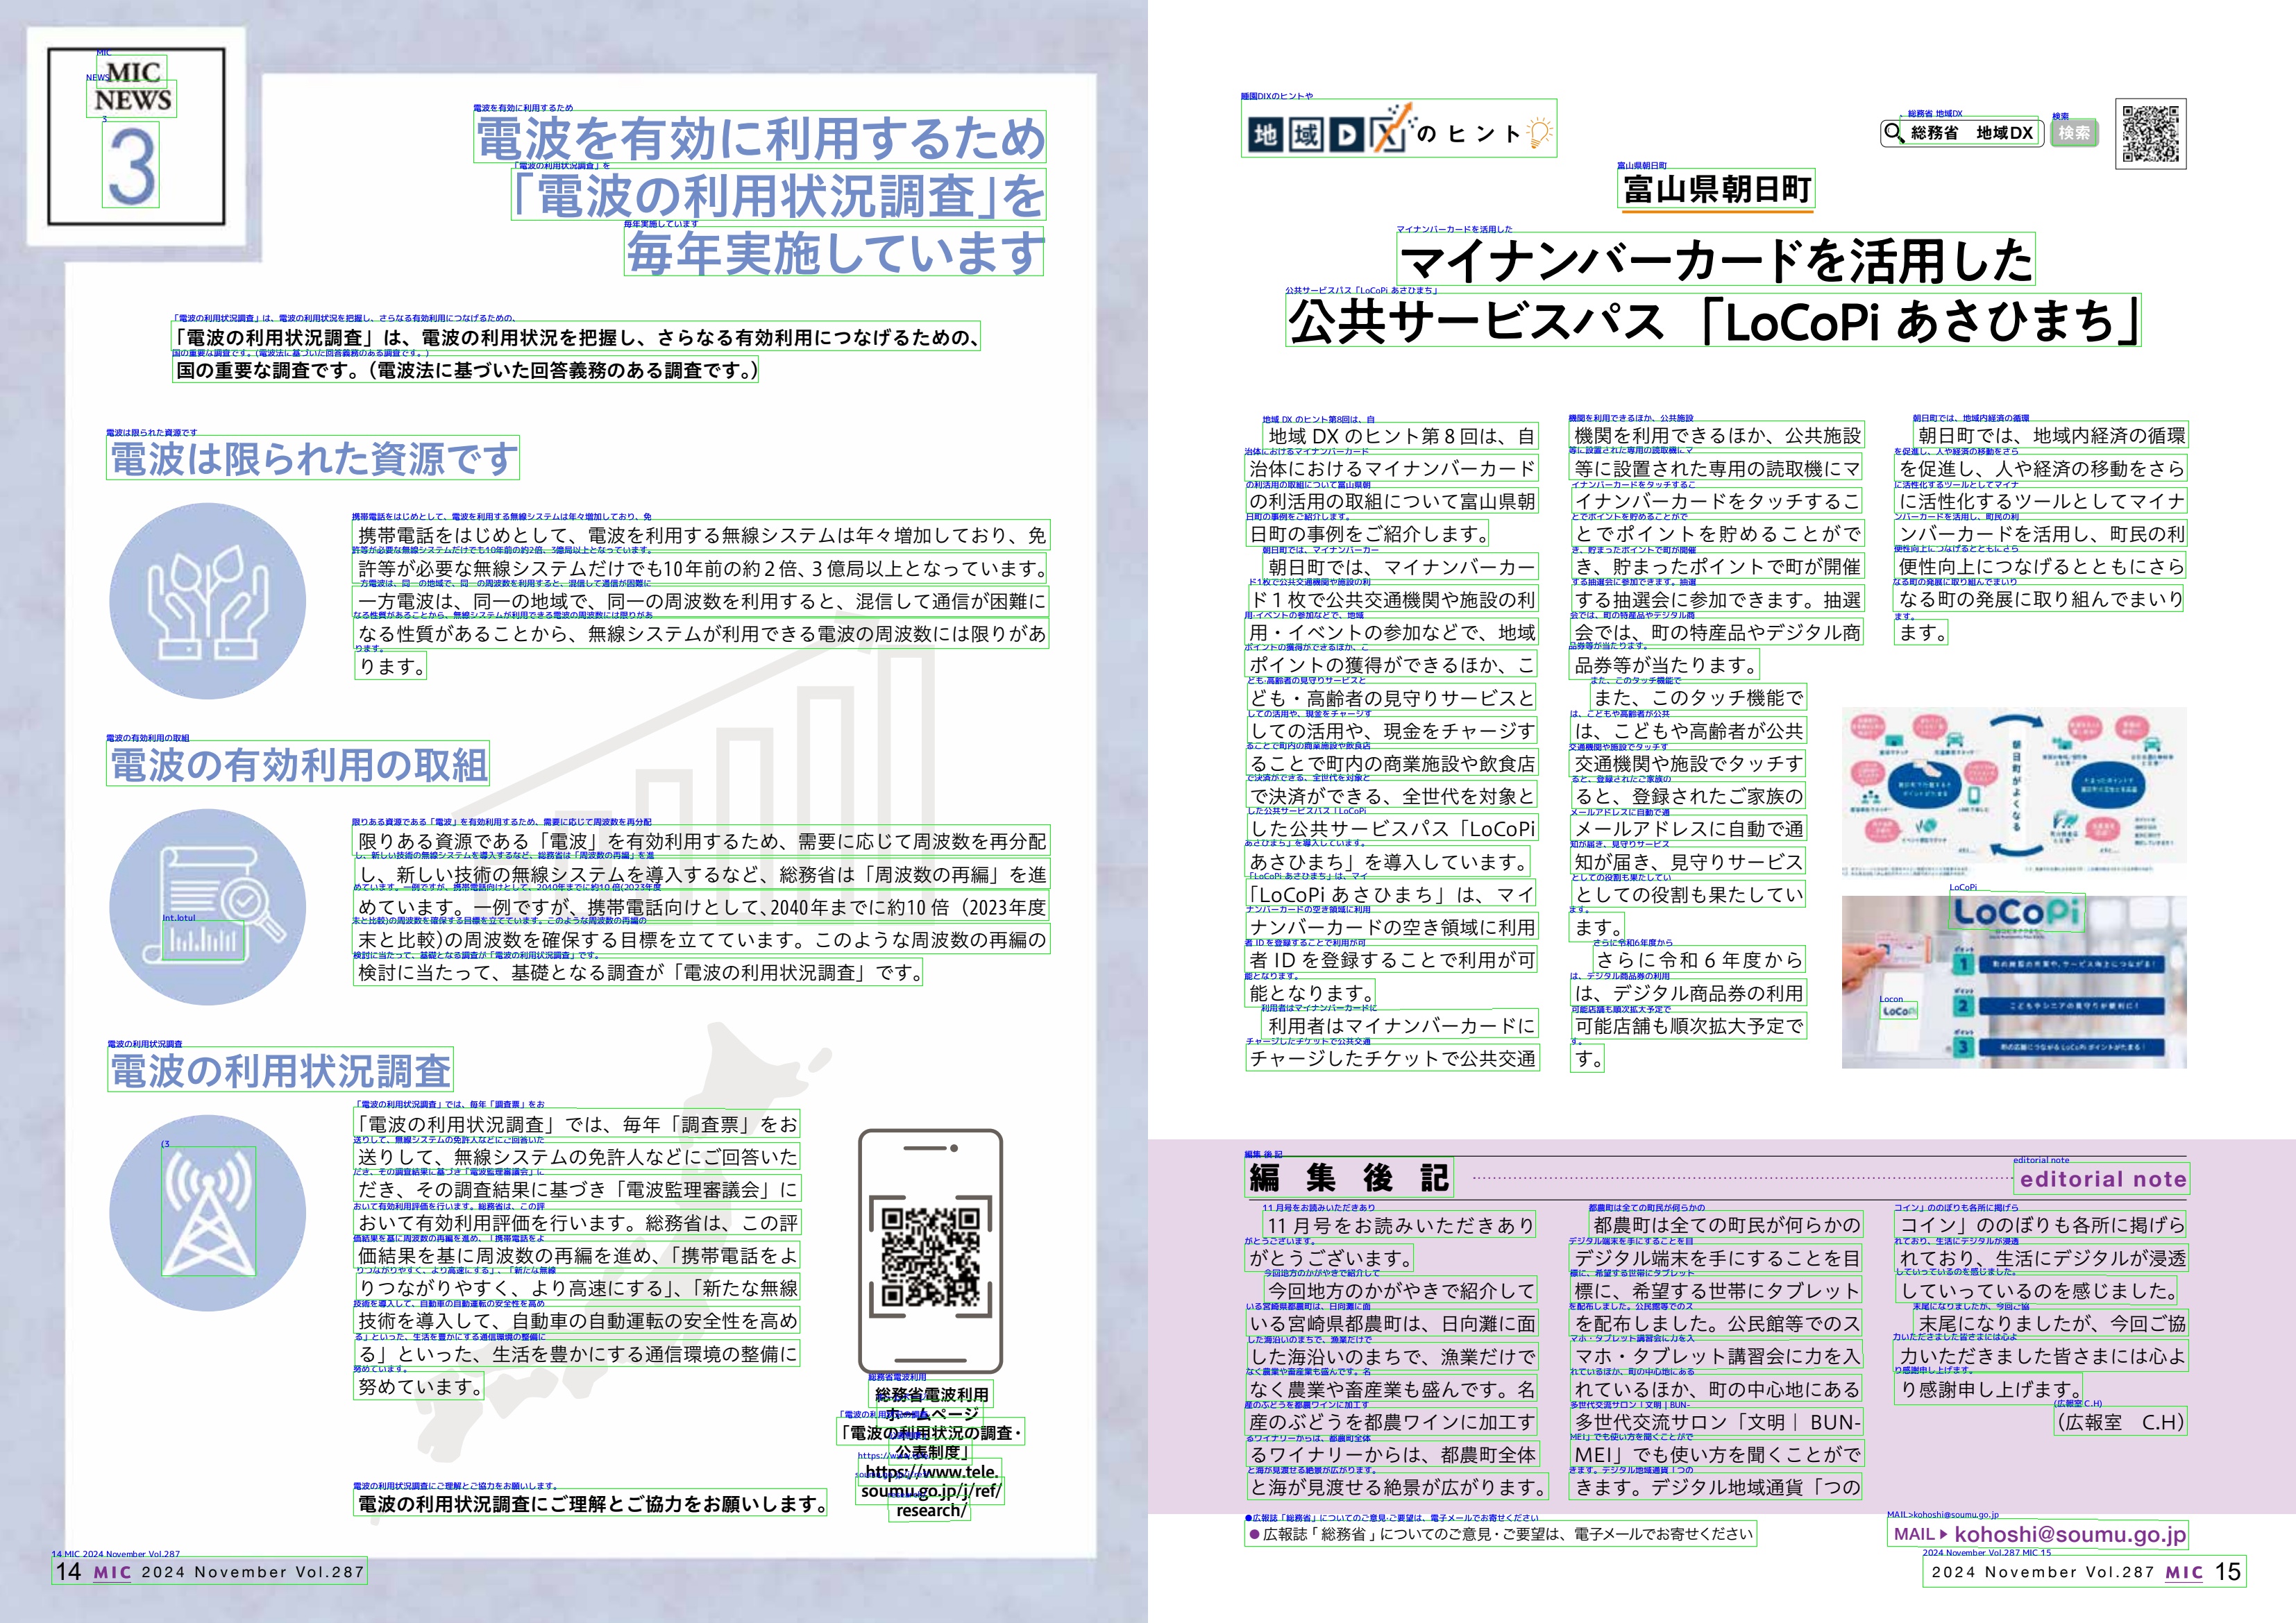 MIC
NEWS
3
電波を有効に利用するため
「電波の利用状況調査」を
毎年実施しています
「電波の利用状況調査」は、電波の利用状況を把握し、さらなる有効利用につなげるための、
国の重要な調査です。（電波法に基づいた回答義務のある調査です。）
電波は限られた資源です
携帯電話をはじめとして、電波を利用する無線システムは年々増加しており、免
許等が必要な無線システムだけでも10年前の約2倍、3億局以上となっています。
一方電波は、同一の地域で、同一の周波数を利用すると、混信して通信が困難に
なる性質があることから、無線システムが利用できる電波の周波数には限りがあ
ります。
電波の有効利用の取組
限りある資源である「電波」を有効利用するため、需要に応じて周波数を再分配
し、新しい技術の無線システムを導入するなど、総務省は「周波数の再編」を進
めています。一例ですが、携帯電話向けとして、2040年までに約10倍（2023年度
末と比較)の周波数を確保する目標を立てています。このような周波数の再編の
検討に当たって、基礎となる調査が「電波の利用状況調査」です。
電波の利用状況調査
「電波の利用状況調査」では、毎年「調査票」をお
送りして、無線システムの免許人などにご回答いた
だき、その調査結果に基づき「電波監理審議会」に
おいて有効利用評価を行います。総務省は、この評
価結果を基に周波数の再編を進め、「携帯電話をよ
りつながりやすく、より高速にする」、「新たな無線
技術を導入して、自動車の自動運転の安全性を高め
る」といった、生活を豊かにする通信環境の整備に
努めています。
総務省電波利用
ホームページ
「電波の利用状況の調査・
公表制度」
https://www.tele.
soumu.go.jp/j/ref/
research/
電波の利用状況調査にご理解とご協力をお願いします。
14 MIC 2024 November Vol.287
地域DXのヒント
総務省　地域DX 検索
富山県朝日町
マイナンバーカードを活用した
公共サービスパス「LoCoPi あさひまち」
地域 DX のヒント第8回は、自
治体におけるマイナンバーカード
の利活用の取組について富山県朝
日町の事例をご紹介します。
朝日町では、マイナンバーカー
ド1枚で公共交通機関や施設の利
用・イベントの参加などで、地域
ポイントの獲得ができるほか、こ
ども・高齢者の見守りサービスと
しての活用や、現金をチャージす
ることで町内の商業施設や飲食店
で決済ができる、全世代を対象と
した公共サービスパス「LoCoPi
あさひまち」を導入しています。
「LoCoPi あさひまち」は、マイ
ナンバーカードの空き領域に利用
者 ID を登録することで利用が可
能となります。
利用者はマイナンバーカードに
チャージしたチケットで公共交通
機関を利用できるほか、公共施設
等に設置された専用の読取機にマ
イナンバーカードをタッチするこ
とでポイントを貯めることがで
き、貯まったポイントで町が開催
する抽選会に参加できます。抽選
会では、町の特産品やデジタル商
品券等が当たります。
また、このタッチ機能で
は、こどもや高齢者が公共
交通機関や施設でタッチす
ると、登録されたご家族の
メールアドレスに自動で通
知が届き、見守りサービス
としての役割も果たしてい
ます。
さらに令和6年度から
は、デジタル商品券の利用
可能店舗も順次拡大予定で
す。
朝日町では、地域内経済の循環
を促進し、人や経済の移動をさら
に活性化するツールとしてマイナ
ンバーカードを活用し、町民の利
便性向上につなげるとともにさら
なる町の発展に取り組んでまいり
ます。
朝日町がよくなる
LoCoPi
1
2 こどもやシニアの見守りが便利に！
3
LoCoPi
編集後記
editorial note
11月号をお読みいただきあり
がとうございます。
今回地方のかがやきで紹介して
いる宮崎県都農町は、日向灘に面
した海沿いのまちで、漁業だけで
なく農業や畜産業も盛んです。名
産のぶどうを都農ワインに加工す
るワイナリーからは、都農町全体
と海が見渡せる絶景が広がります。
都農町は全ての町民が何らかの
デジタル端末を手にすることを目
標に、希望する世帯にタブレット
を配布しました。公民館等でのス
マホ・タブレット講習会に力を入
れているほか、町の中心地にある
多世代交流サロン「文明｜BUN-
MEI」でも使い方を聞くことがで
きます。デジタル地域通貨「つの
コイン」ののぼりも各所に掲げら
れており、生活にデジタルが浸透
していっているのを感じました。
末尾になりましたが、今回ご協
力いただきました皆さまには心よ
り感謝申し上げます。
（広報室　C.H）
●広報誌「総務省」についてのご意見・ご要望は、電子メールでお寄せください
MAIL▶kohoshi@soumu.go.jp
2024 November Vol.287 MIC 15